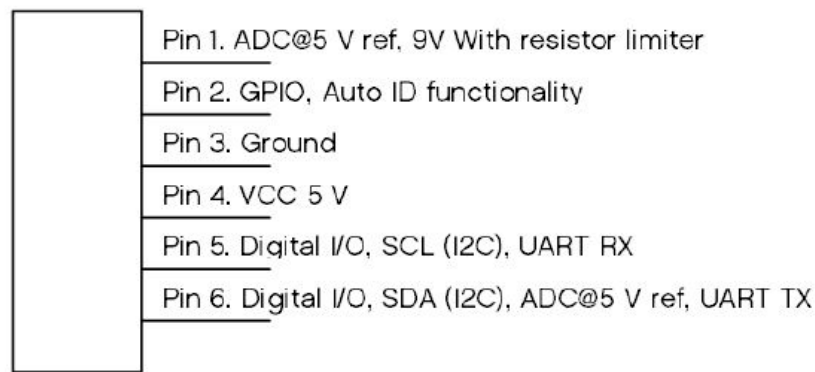 Pin 1. ADC@5 V ref, 9V With resistor limiter
Pin 2. GPIO, Auto ID functionality
Pin 3. Ground
Pin 4. VCC 5 V
Pin 5. Digital I/O, SCL (I2C), UART RX
Pin 6. Digital I/O, SDA (I2C), ADC@5 V ref, UART TX